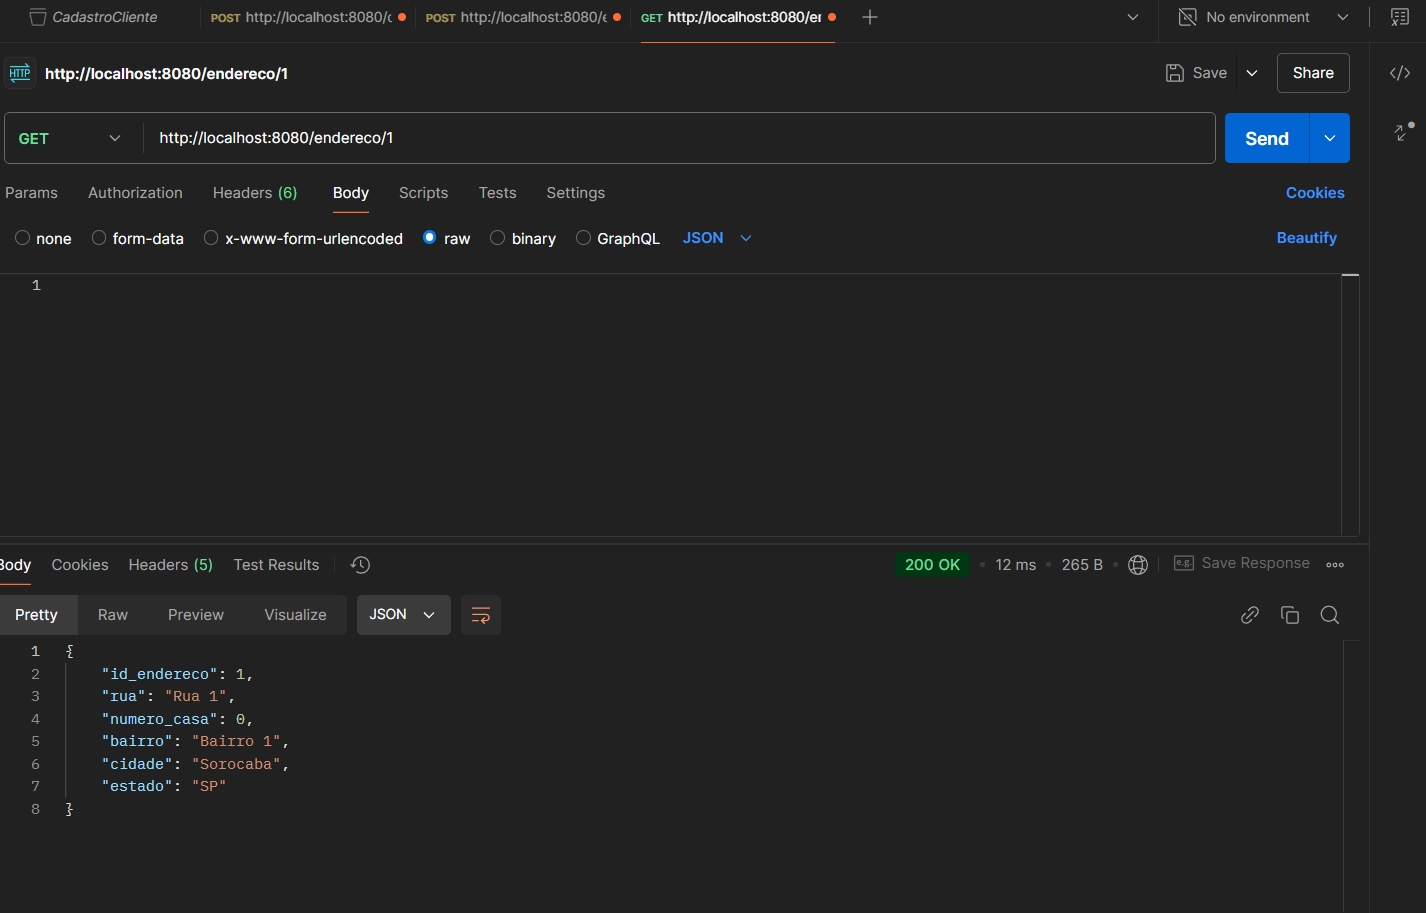 CadastroCliente POST http://localhost:8080/c POST http://localhost:8080/e GET http://localhost:8080/er No environment
HTTP http://localhost:8080/endereco/1 Save Share
GET http://localhost:8080/endereco/1 Send
Params Authorization Headers (6) Body Scripts Tests Settings Cookies
none form-data x-www-form-urlencoded raw binary GraphQL JSON Beautify
1
Body Cookies Headers (5) Test Results 200 OK • 12 ms • 265 B e.g. Save Response
Pretty Raw Preview Visualize JSON
1 {
2 "id_endereco": 1,
3 "rua": "Rua 1",
4 "numero_casa": 0,
5 "bairro": "Bairro 1",
6 "cidade": "Sorocaba",
7 "estado": "SP"
8 }